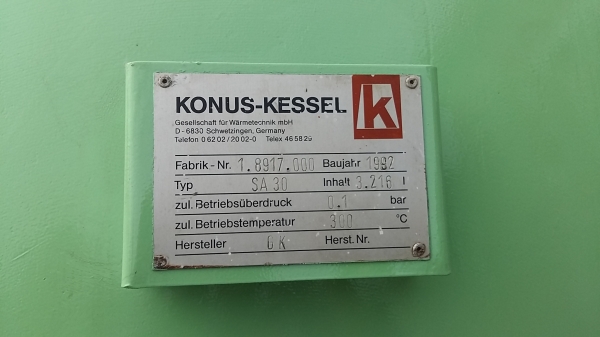 KONUS-KESSEL
k
Gesellschaft für Wärmetechnik mbH
D - 6830 Schwetzingen, Germany
Telefon 0 62 02 / 20 02-0 Telex 46 58 29
Fabrik - Nr. 1.8917.000 Baujahr 1992
Typ SA 30 Inhalt 3.216 l
zul. Betriebsüberdruck 0.1 bar
zul. Betriebstemperatur 300 °C
Hersteller Herst. Nr.